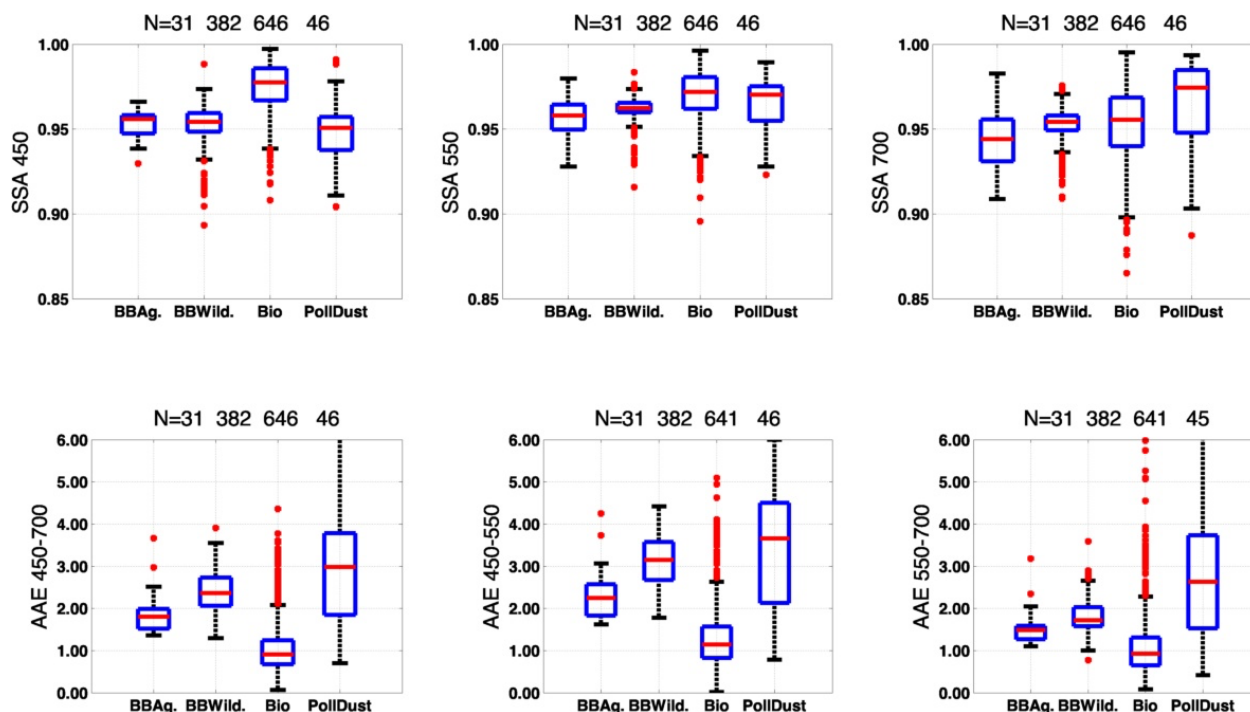 N=31 382 646 46
SSA 450
1.00
0.95
0.90
0.85
BBAg. BBWild. Bio PollDust
N=31 382 646 46
SSA 550
1.00
0.95
0.90
0.85
BBAg. BBWild. Bio PollDust
N=31 382 646 46
SSA 700
1.00
0.95
0.90
0.85
BBAg. BBWild. Bio PollDust
N=31 382 646 46
AAE 450-700
6.00
5.00
4.00
3.00
2.00
1.00
0.00
BBAg. BBWild. Bio PollDust
N=31 382 641 46
AAE 450-550
6.00
5.00
4.00
3.00
2.00
1.00
0.00
BBAg. BBWild. Bio PollDust
N=31 382 641 45
AAE 550-700
6.00
5.00
4.00
3.00
2.00
1.00
0.00
BBAg. BBWild. Bio PollDust